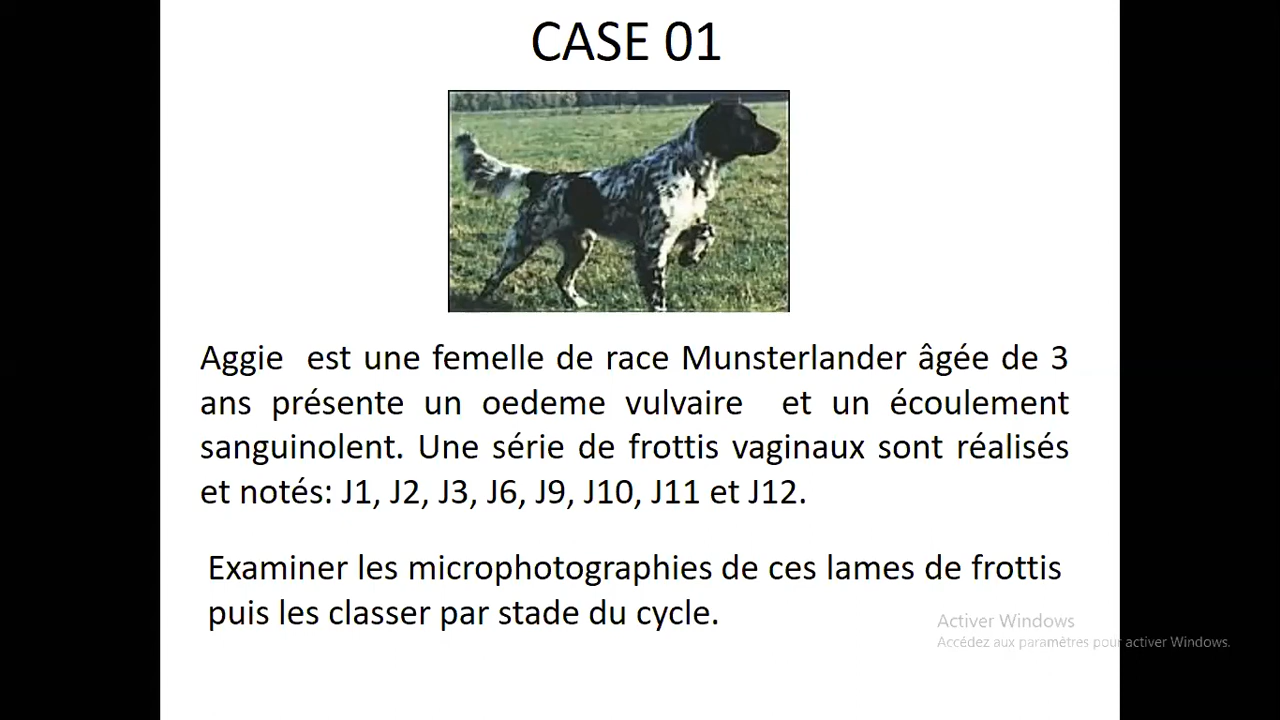 CASE 01
Aggie est une femelle de race Munsterlander âgée de 3
ans présente un oedeme vulvaire et un écoulement
sanguinolent. Une série de frottis vaginaux sont réalisés
et notés: J1, J2, J3, J6, J9, J10, J11 et J12.
Examiner les microphotographies de ces lames de frottis
puis les classer par stade du cycle.
Activer Windows
Accédez aux paramètres pour activer Windows.